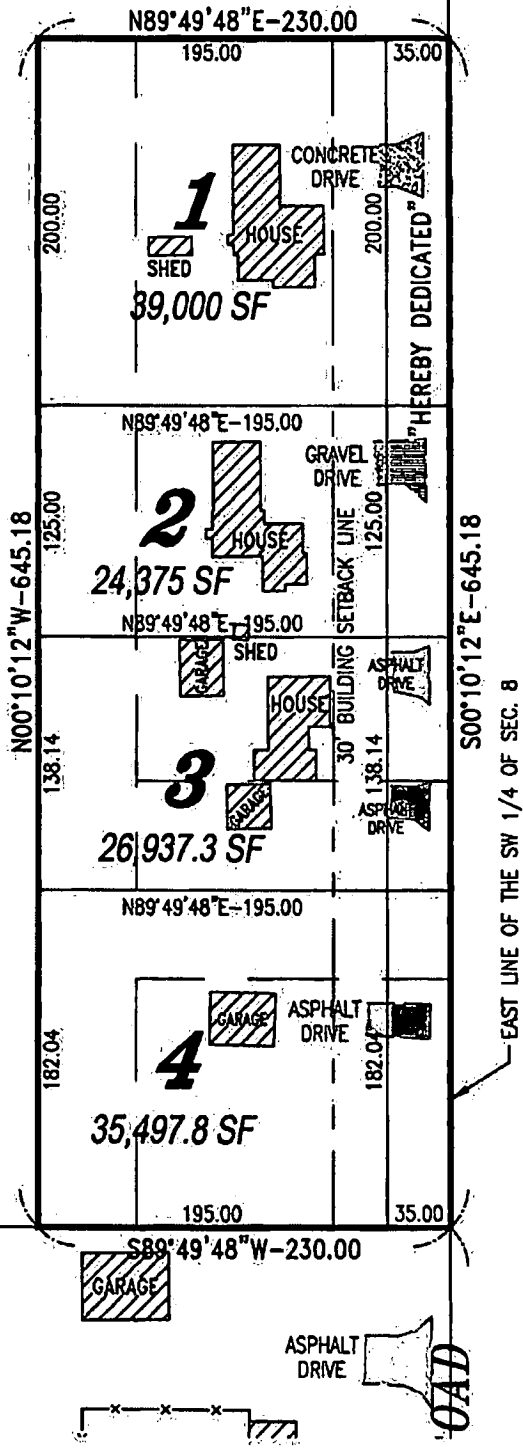 N89°49'48"E-230.00
195.00
35.00
CONCRETE
DRIVE
1
200.00
200.00
HOUSE
SHED
39,000 SF
"HEREBY DEDICATED"
N89°49'48"E-195.00
GRAVEL
DRIVE
2
125.00
125.00
HOUSE
24,375 SF
N00°10'12"W-645.18
S00°10'12"E-645.18
30' BUILDING SETBACK LINE
N89°49'48"E-195.00
SHED
GARAGE
ASPHALT
DRIVE
HOUSE
3
138.14
138.14
GARAGE
ASPHALT
DRIVE
26,937.3 SF
N89°49'48"E-195.00
EAST LINE OF THE SW 1/4 OF SEC. 8
GARAGE
ASPHALT
DRIVE
4
182.04
182.04
35,497.8 SF
195.00
35.00
S89°49'48"W-230.00
GARAGE
ASPHALT
DRIVE
OAD